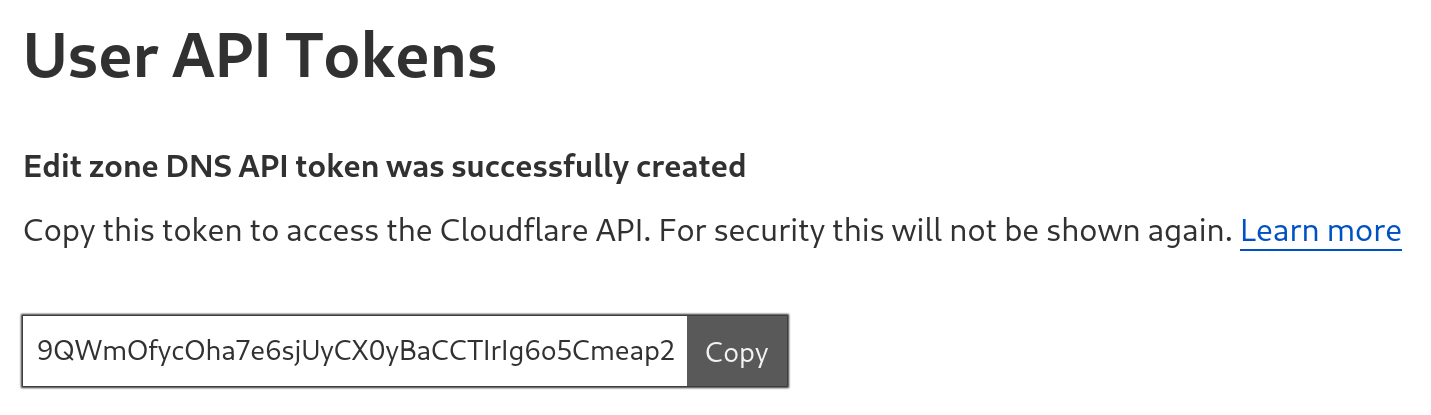 User API Tokens
Edit zone DNS API token was successfully created
Copy this token to access the Cloudflare API. For security this will not be shown again. Learn more
9QWmOfycOha7e6sjUyCX0yBaCCTIrIg6o5Cmeap2 Copy